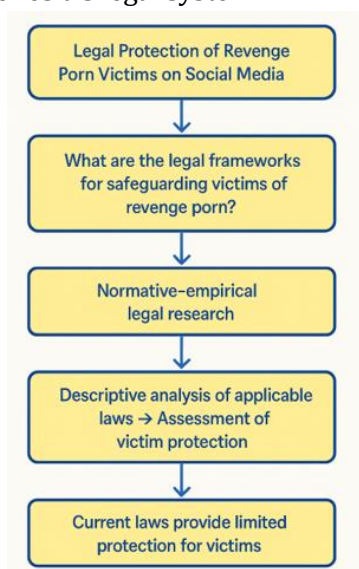 Legal Protection of Revenge
Porn Victims on Social Media
What are the legal frameworks
for safeguarding victims of
revenge porn?
Normative-empirical
legal research
Descriptive analysis of applicable
laws → Assessment of
victim protection
Current laws provide limited
protection for victims